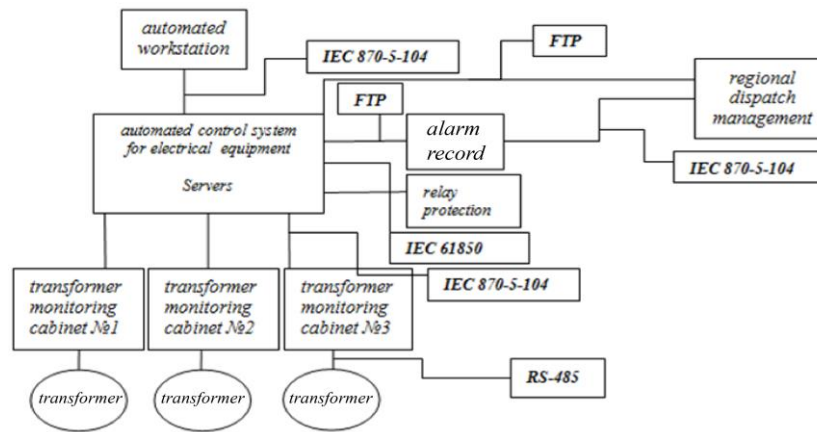 automated
workstation
IEC 870-5-104
FTP
regional
dispatch
management
FTP
automated control system
for electrical equipment
Servers
alarm
record
IEC 870-5-104
relay
protection
IEC 61850
transformer
monitoring
cabinet №1
transformer
monitoring
cabinet №2
transformer
monitoring
cabinet №3
IEC 870-5-104
RS-485
transformer
transformer
transformer